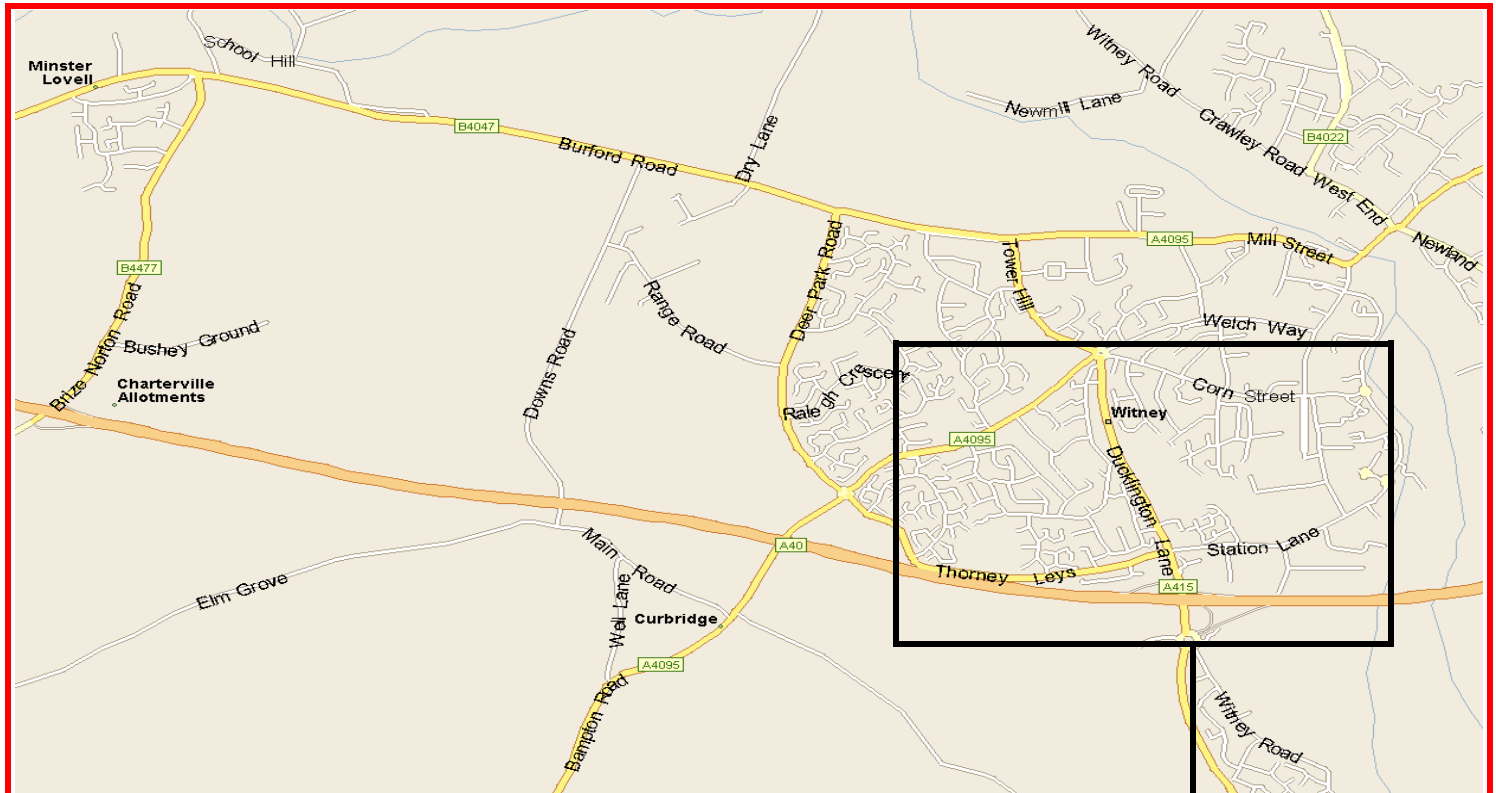 School Hill
Minster
Lovell
Witney Road
Newmill Lane
B4047
Crawley Road
B4022
Burford Road
Dry Lane
West End
A4095
Mill Street
Newland
Deer Park Road
Tower Hill
B4477
Brize Norton Road
Range Road
Bushey Ground
Welch Way
Downs Road
Charterville
Allotments
Raleigh Crescent
Corn Street
Witney
A4095
Ducklington Lane
Station Lane
A40
Main Road
Thorney Leys
A415
Elm Grove
Well Lane
Curbridge
A4095
Bampton Road
Witney Road